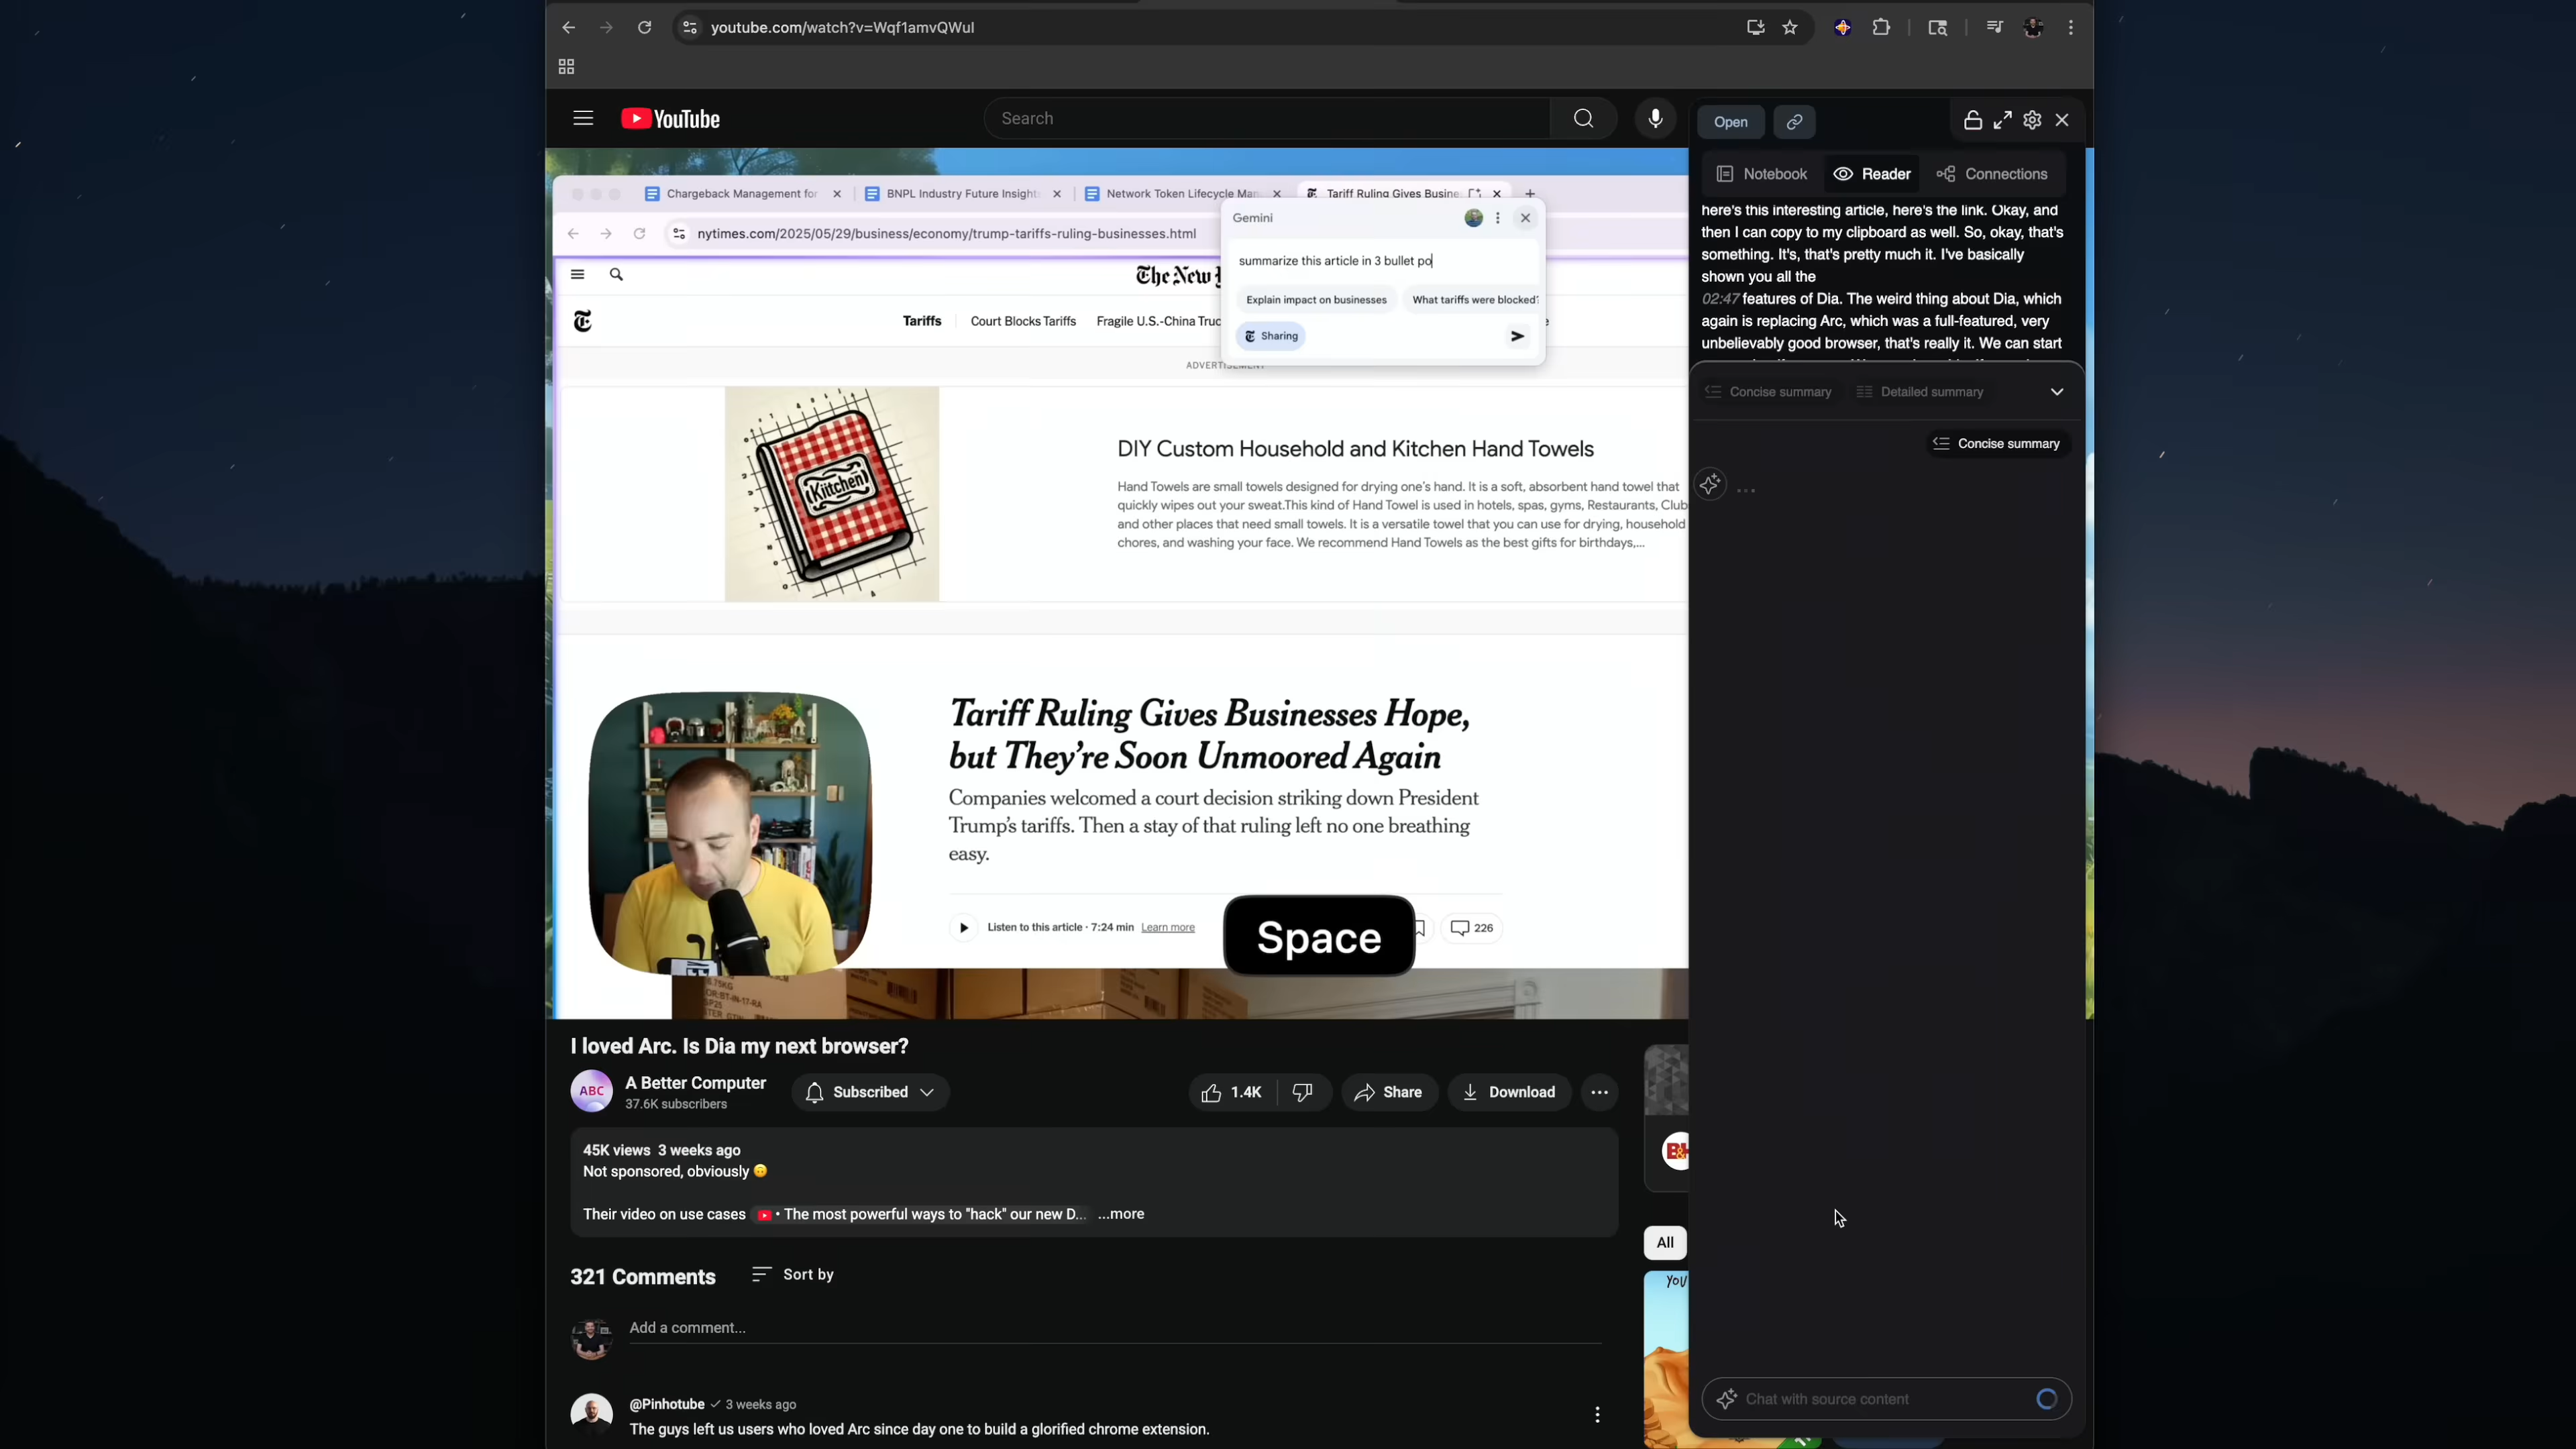 youtube.com/watch?v=Wqf1amvQWuI
YouTube
Search
Open
Notebook
Reader
Connections
here's this interesting article, here's the link. Okay, and
then I can copy to my clipboard as well. So, okay, that's
something. It's, that's pretty much it. I've basically
shown you all the
02:47 features of Dia. The weird thing about Dia, which
again is replacing Arc, which was a full-featured, very
unbelievably good browser, that's really it. We can start
Concise summary
Detailed summary
Concise summary
...
Chat with source content
Chargeback Management for
BNPL Industry Future Insight
Network Token Lifecycle Man
Tariff Ruling Gives Busine
nytimes.com/2025/05/29/business/economy/trump-tariffs-ruling-businesses.html
Gemini
summarize this article in 3 bullet po
Explain impact on businesses
What tariffs were blocked?
Sharing
The New
Tariffs
Court Blocks Tariffs
Fragile U.S.-China Truc
ADVERTISEMENT
Kiitchen
DIY Custom Household and Kitchen Hand Towels
Hand Towels are small towels designed for drying one's hand. It is a soft, absorbent hand towel that
quickly wipes out your sweat.This kind of Hand Towel is used in hotels, spas, gyms, Restaurants, Club
and other places that need small towels. It is a versatile towel that you can use for drying, household
chores, and washing your face. We recommend Hand Towels as the best gifts for birthdays,...
Tariff Ruling Gives Businesses Hope,
but They're Soon Unmoored Again
Companies welcomed a court decision striking down President
Trump's tariffs. Then a stay of that ruling left no one breathing
easy.
Listen to this article · 7:24 min Learn more
226
Space
I loved Arc. Is Dia my next browser?
ABC
A Better Computer
37.6K subscribers
Subscribed
1.4K
Share
Download
45K views 3 weeks ago
Not sponsored, obviously 🙃
Their video on use cases
• The most powerful ways to "hack" our new D...
...more
All
321 Comments
Sort by
Add a comment...
@Pinhotube
3 weeks ago
The guys left us users who loved Arc since day one to build a glorified chrome extension.